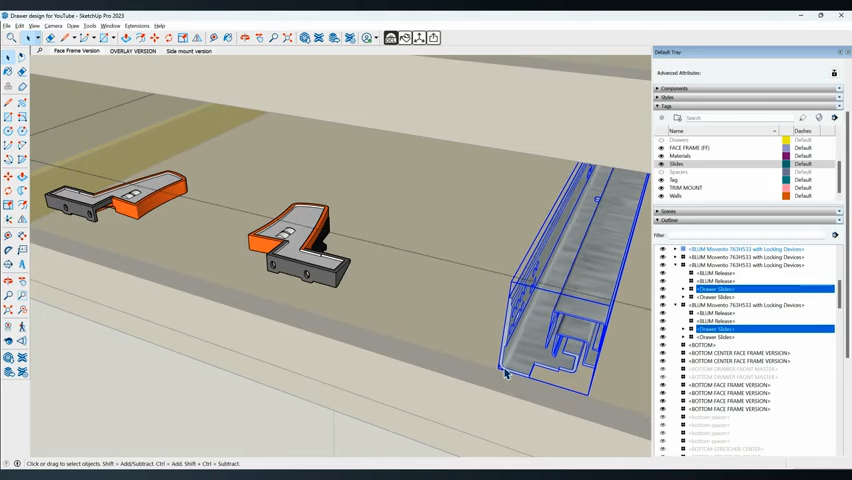 Drawer design for YouTube - SketchUp Pro 2023
File Edit View Camera Draw Tools Window Extensions Help
Face Frame Version OVERLAY VERSION Side mount version
Default Tray
Advanced Attributes:
Components
Styles
Tags
Search
Name Dashes
Drawers Default
FACE FRAME (FF) Default
Materials Default
Slides Default
Spacers Default
Tag Default
TRIM MOUNT Default
Walls Default
Scenes
Outliner
Filter:
<BLUM Movento 763H533 with Locking Devices>
<BLUM Movento 763H533 with Locking Devices>
<BLUM Movento 763H533 with Locking Devices>
<BLUM Release>
<BLUM Release>
<Drawer Slides>
<Drawer Slides>
<BLUM Movento 763H533 with Locking Devices>
<BLUM Release>
<BLUM Release>
<Drawer Slides>
<Drawer Slides>
<BOTTOM>
<BOTTOM CENTER FACE FRAME VERSION>
<BOTTOM CENTER FACE FRAME VERSION>
<BOTTOM DRAWER FRONT MASTER>
<BOTTOM FACE FRAME VERSION>
<BOTTOM FACE FRAME VERSION>
<BOTTOM FACE FRAME VERSION>
<BOTTOM FACE FRAME VERSION>
<bottom spacer>
<bottom spacer>
<bottom spacer>
<bottom spacer>
<BOTTOM STRETCHER CENTER>
Click or drag to select objects. Shift = Add/Subtract. Ctrl = Add. Shift + Ctrl = Subtract.